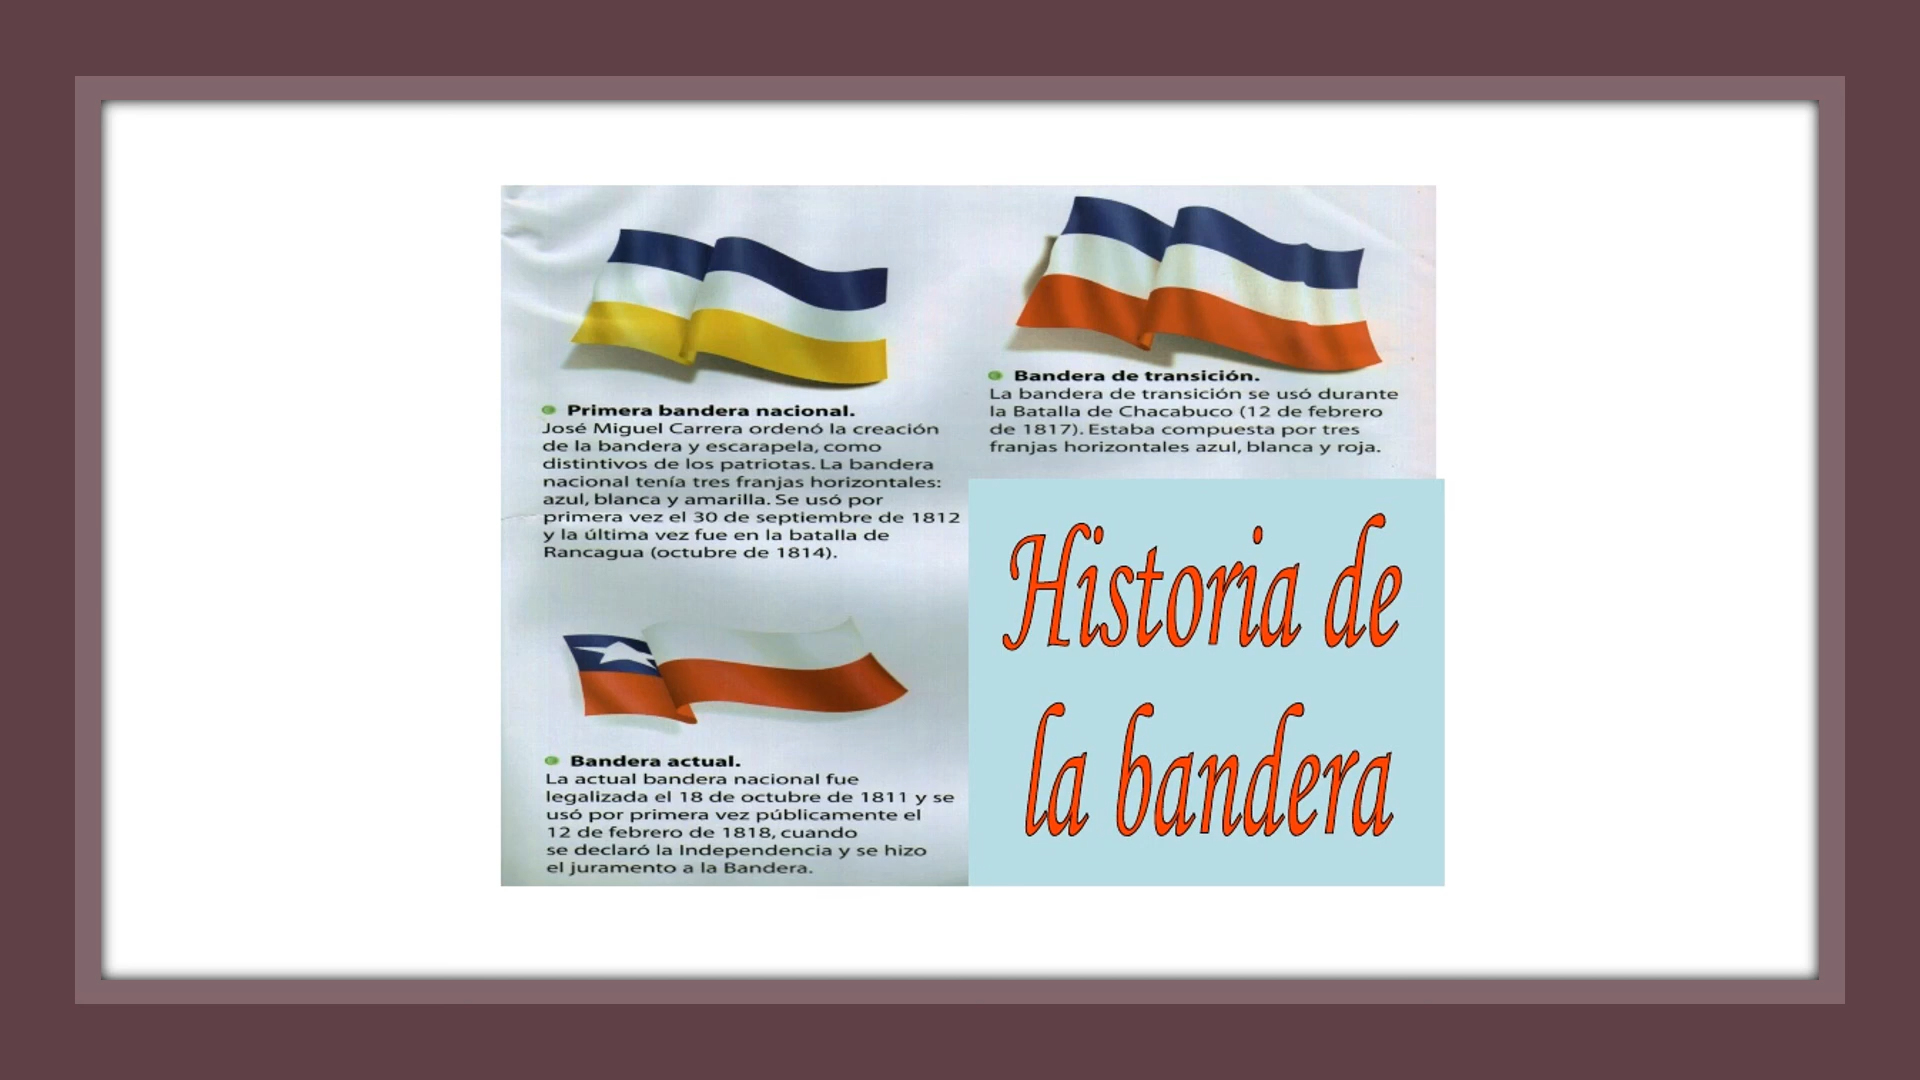 Primera bandera nacional.
José Miguel Carrera ordenó la creación
de la bandera y escarapela, como
distintivos de los patriotas. La bandera
nacional tenía tres franjas horizontales:
azul, blanca y amarilla. Se usó por
primera vez el 30 de septiembre de 1812
y la última vez fue en la batalla de
Rancagua (octubre de 1814).
Bandera de transición.
La bandera de transición se usó durante
la Batalla de Chacabuco (12 de febrero
de 1817). Estaba compuesta por tres
franjas horizontales azul, blanca y roja.
Bandera actual.
La actual bandera nacional fue
legalizada el 18 de octubre de 1811 y se
usó por primera vez públicamente el
12 de febrero de 1818, cuando
se declaró la Independencia y se hizo
el juramento a la Bandera.
Historia de
la bandera